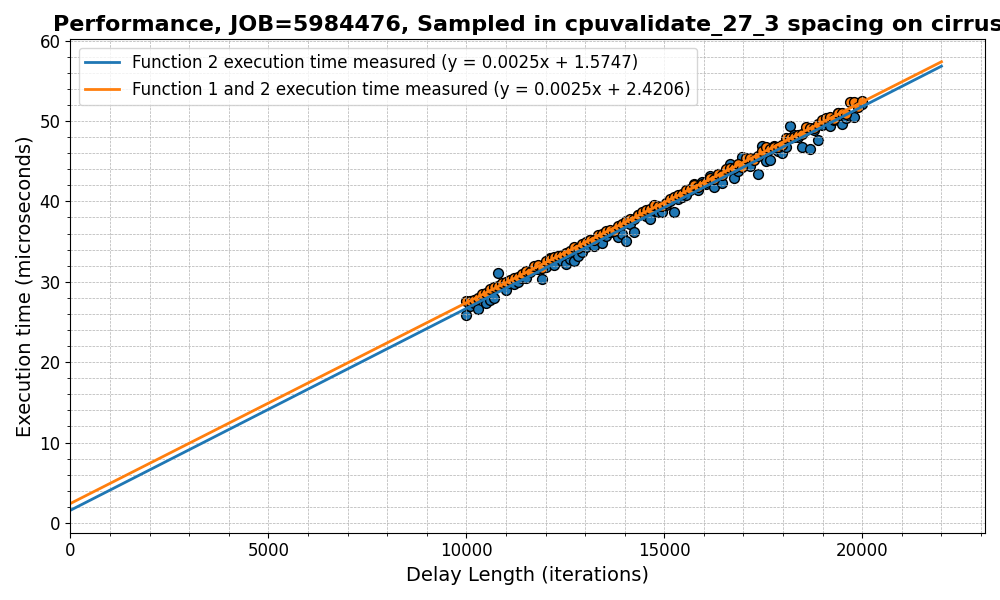 Performance, JOB=5984476, Sampled in cpuvalidate_27_3 spacing on cirrus
Function 2 execution time measured (y = 0.0025x + 1.5747)
Function 1 and 2 execution time measured (y = 0.0025x + 2.4206)
Execution time (microseconds)
60
50
40
30
20
10
0
0 5000 10000 15000 20000
Delay Length (iterations)